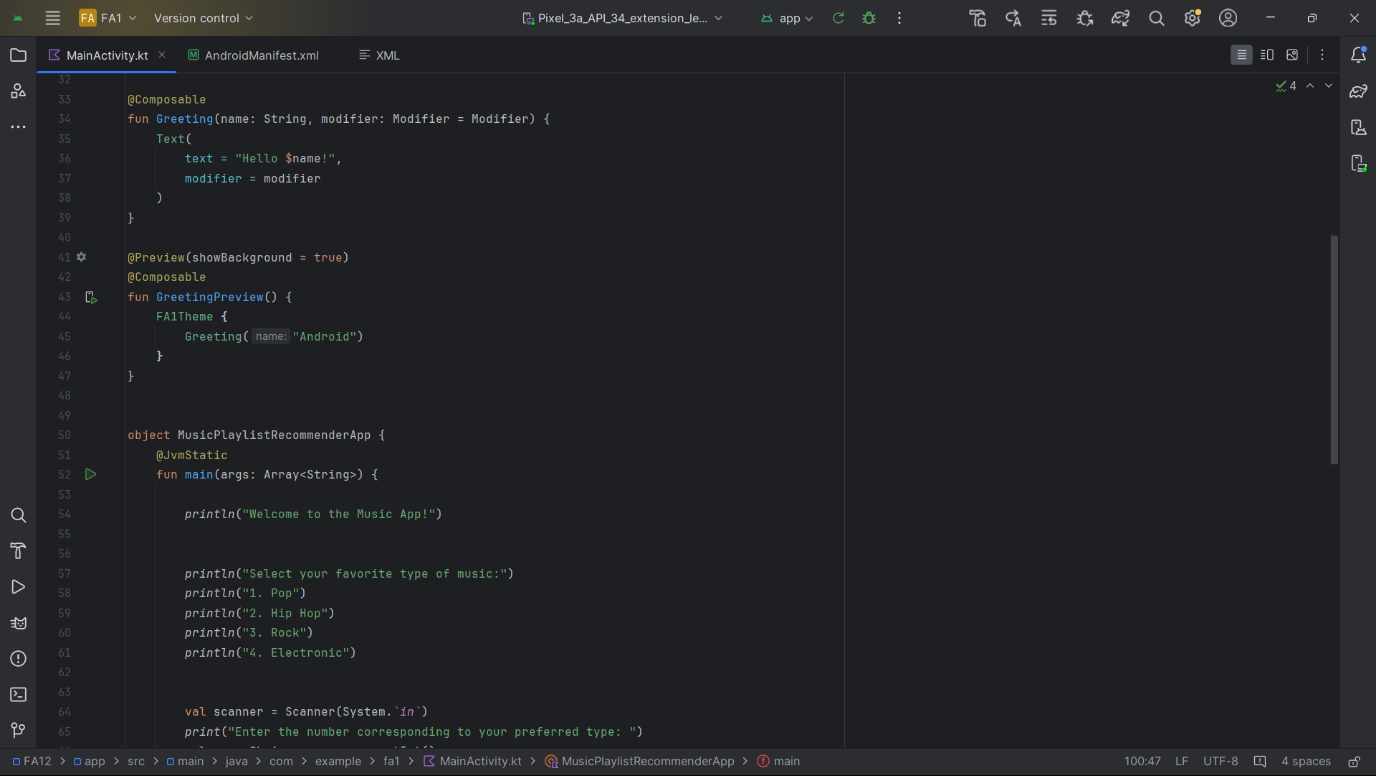 FA FA1 Version control Pixel_3a_API_34_extension_le... app
MainActivity.kt AndroidManifest.xml XML
4
32
33 @Composable
34 fun Greeting(name: String, modifier: Modifier = Modifier) {
35 Text(
36 text = "Hello $name!",
37 modifier = modifier
38 )
39 }
40
41 @Preview(showBackground = true)
42 @Composable
43 fun GreetingPreview() {
44 FA1Theme {
45 Greeting( name: "Android")
46 }
47 }
48
49
50 object MusicPlaylistRecommenderApp {
51 @JvmStatic
52 fun main(args: Array<String>) {
53
54 println("Welcome to the Music App!")
55
56
57 println("Select your favorite type of music:")
58 println("1. Pop")
59 println("2. Hip Hop")
60 println("3. Rock")
61 println("4. Electronic")
62
63
64 val scanner = Scanner(System.`in`)
65 print("Enter the number corresponding to your preferred type: ")
FA12 > app > src > main > java > com > example > fa1 > MainActivity.kt > MusicPlaylistRecommenderApp > main 100:47 LF UTF-8 4 spaces